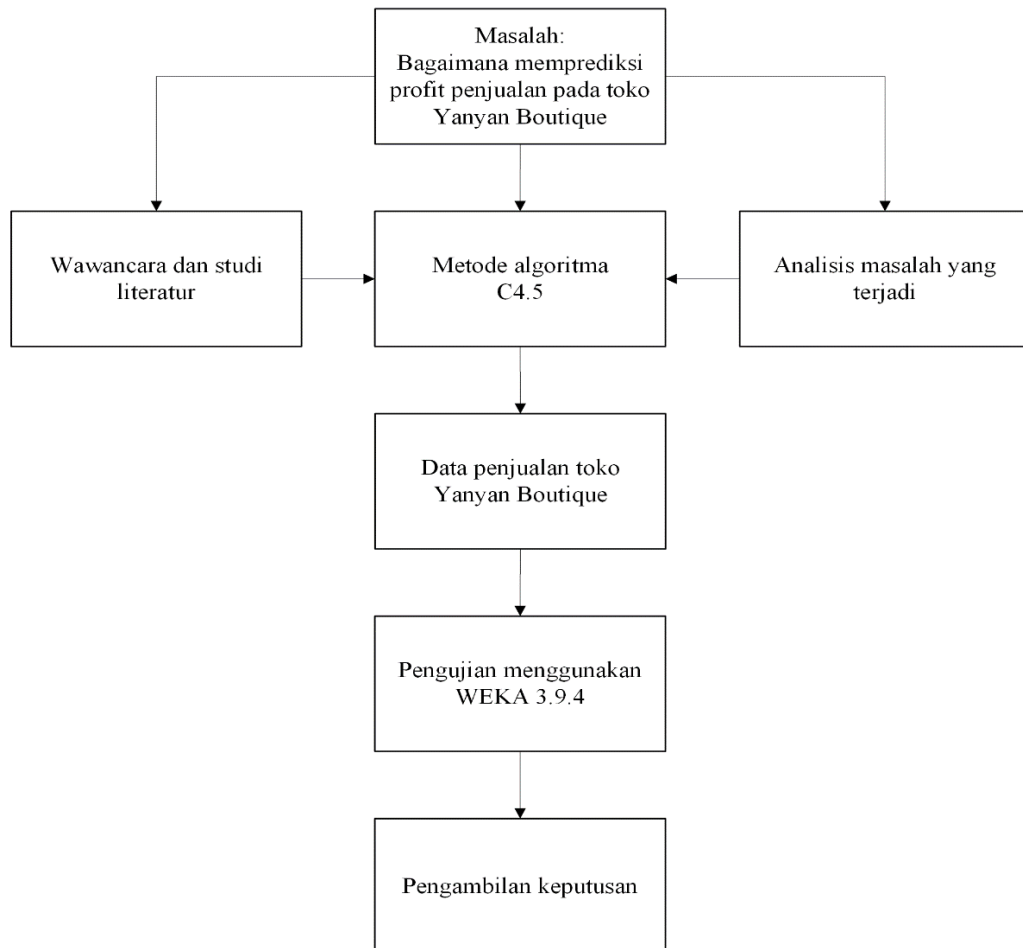 Masalah:
Bagaimana memprediksi
profit penjualan pada toko
Yanyan Boutique
Wawancara dan studi
literatur
Metode algoritma
C4.5
Analisis masalah yang
terjadi
Data penjualan toko
Yanyan Boutique
Pengujian menggunakan
WEKA 3.9.4
Pengambilan keputusan